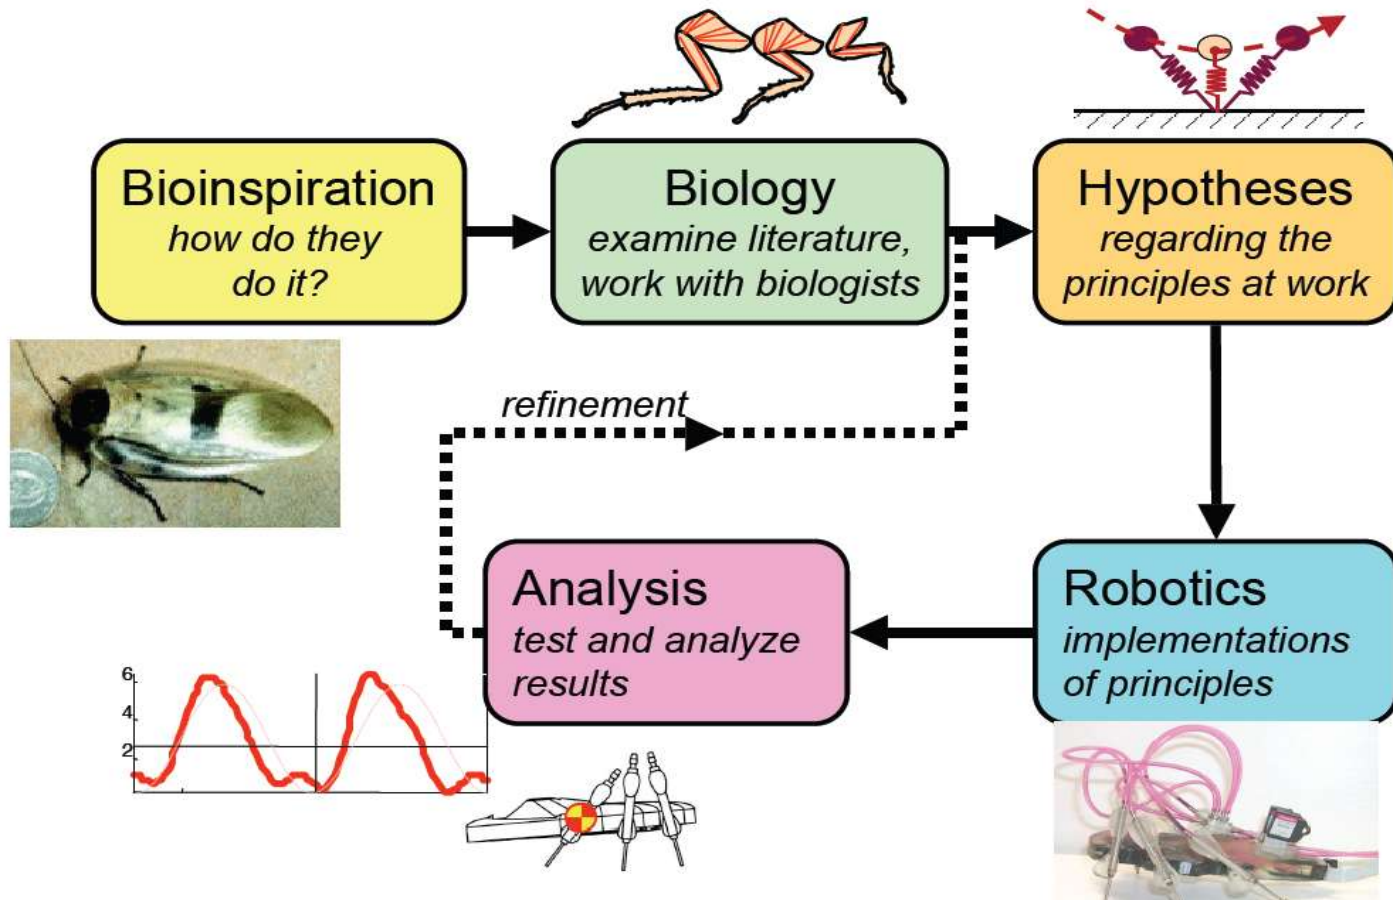 Bioinspiration
how do they
do it?
Biology
examine literature,
work with biologists
Hypotheses
regarding the
principles at work
refinement
Analysis
test and analyze
results
Robotics
implementations
of principles
6
4
2